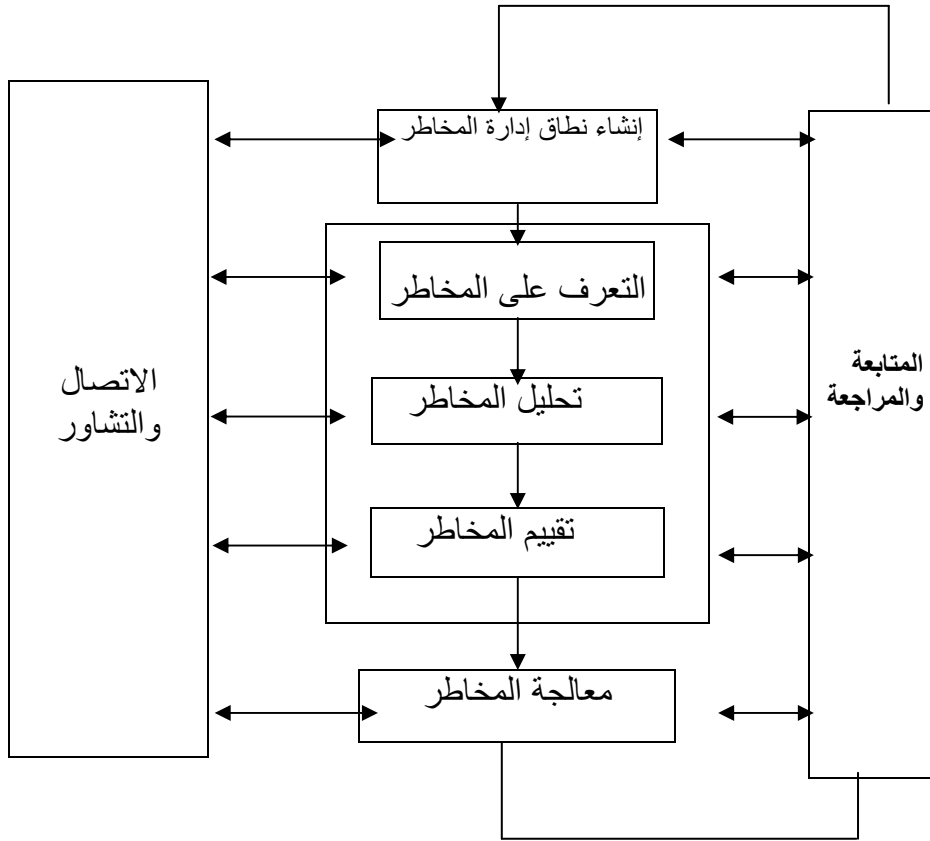 إنشاء نطاق إدارة المخاطر
التعرف على المخاطر
المتابعة
والمراجعة
الاتصال
والتشاور
تحليل المخاطر
تقييم المخاطر
معالجة المخاطر